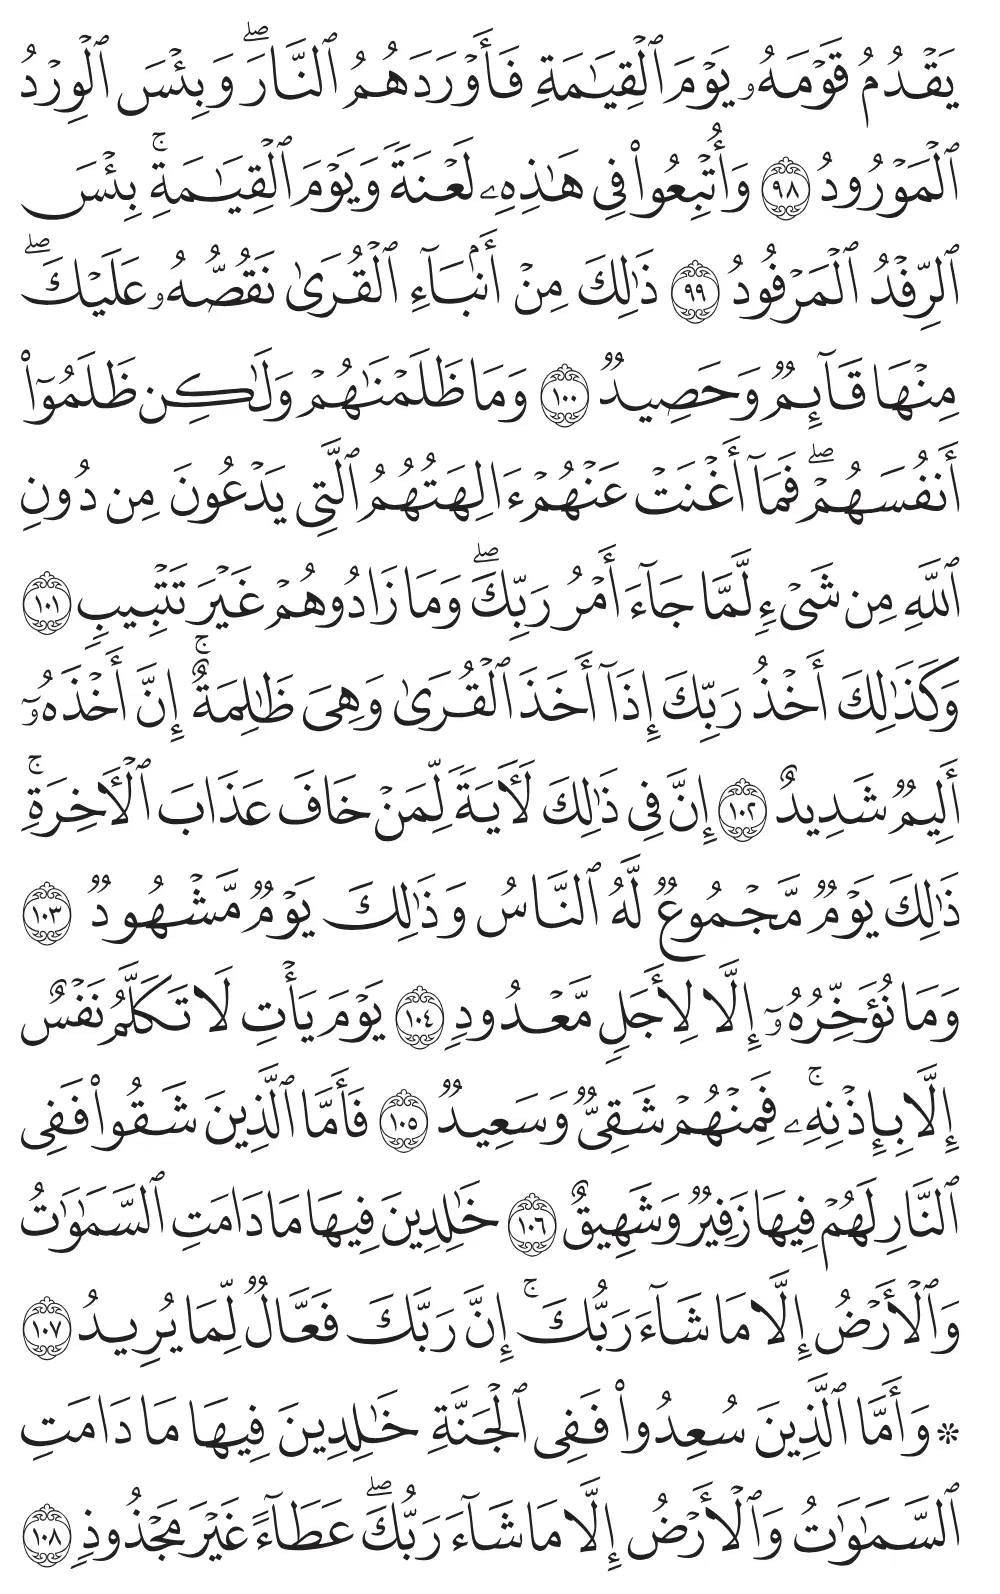 يَقۡدُمُ قَوۡمَهُۥ يَوۡمَ ٱلۡقِيَٰمَةِ فَأَوۡرَدَهُمُ ٱلنَّارَۖ وَبِئۡسَ ٱلۡوِرۡدُ
ٱلۡمَوۡرُودُ ٩٨ وَأُتۡبِعُواْ فِي هَٰذِهِۦ لَعۡنَةٗ وَيَوۡمَ ٱلۡقِيَٰمَةِۚ بِئۡسَ
ٱلرِّفۡدُ ٱلۡمَرۡفُودُ ٩٩ ذَٰلِكَ مِنۡ أَنۢبَآءِ ٱلۡقُرَىٰ نَقُصُّهُۥ عَلَيۡكَۖ
مِنۡهَا قَآئِمٞ وَحَصِيدٞ ١٠٠ وَمَا ظَلَمۡنَٰهُمۡ وَلَٰكِن ظَلَمُوٓاْ
أَنفُسَهُمۡۖ فَمَآ أَغۡنَتۡ عَنۡهُمۡ ءَالِهَتُهُمُ ٱلَّتِي يَدۡعُونَ مِن دُونِ
ٱللَّهِ مِن شَيۡءٖ لَّمَّا جَآءَ أَمۡرُ رَبِّكَۖ وَمَا زَادُوهُمۡ غَيۡرَ تَتۡبِيبٖ ١٠١
وَكَذَٰلِكَ أَخۡذُ رَبِّكَ إِذَآ أَخَذَ ٱلۡقُرَىٰ وَهِيَ ظَٰلِمَةٌۚ إِنَّ أَخۡذَهُۥٓ
أَلِيمٞ شَدِيدٌ ١٠٢ إِنَّ فِي ذَٰلِكَ لَأٓيَةٗ لِّمَنۡ خَافَ عَذَابَ ٱلۡأٓخِرَةِۚ
ذَٰلِكَ يَوۡمٞ مَّجۡمُوعٞ لَّهُ ٱلنَّاسُ وَذَٰلِكَ يَوۡمٞ مَّشۡهُودٞ ١٠٣
وَمَا نُؤَخِّرُهُۥٓ إِلَّا لِأَجَلٖ مَّعۡدُودٖ ١٠٤ يَوۡمَ يَأۡتِ لَا تَكَلَّمُ نَفۡسٌ
إِلَّا بِإِذۡنِهِۦۚ فَمِنۡهُمۡ شَقِيّٞ وَسَعِيدٞ ١٠٥ فَأَمَّا ٱلَّذِينَ شَقُواْ فَفِي
ٱلنَّارِ لَهُمۡ فِيهَا زَفِيرٞ وَشَهِيقٌ ١٠٦ خَٰلِدِينَ فِيهَا مَا دَامَتِ ٱلسَّمَٰوَٰتُ
وَٱلۡأَرۡضُ إِلَّا مَا شَآءَ رَبُّكَۚ إِنَّ رَبَّكَ فَعَّالٞ لِّمَا يُرِيدُ ١٠٧
۞ وَأَمَّا ٱلَّذِينَ سُعِدُواْ فَفِي ٱلۡجَنَّةِ خَٰلِدِينَ فِيهَا مَا دَامَتِ
ٱلسَّمَٰوَٰتُ وَٱلۡأَرۡضُ إِلَّا مَا شَآءَ رَبُّكَۖ عَطَآءً غَيۡرَ مَجۡذُوذٖ ١٠٨